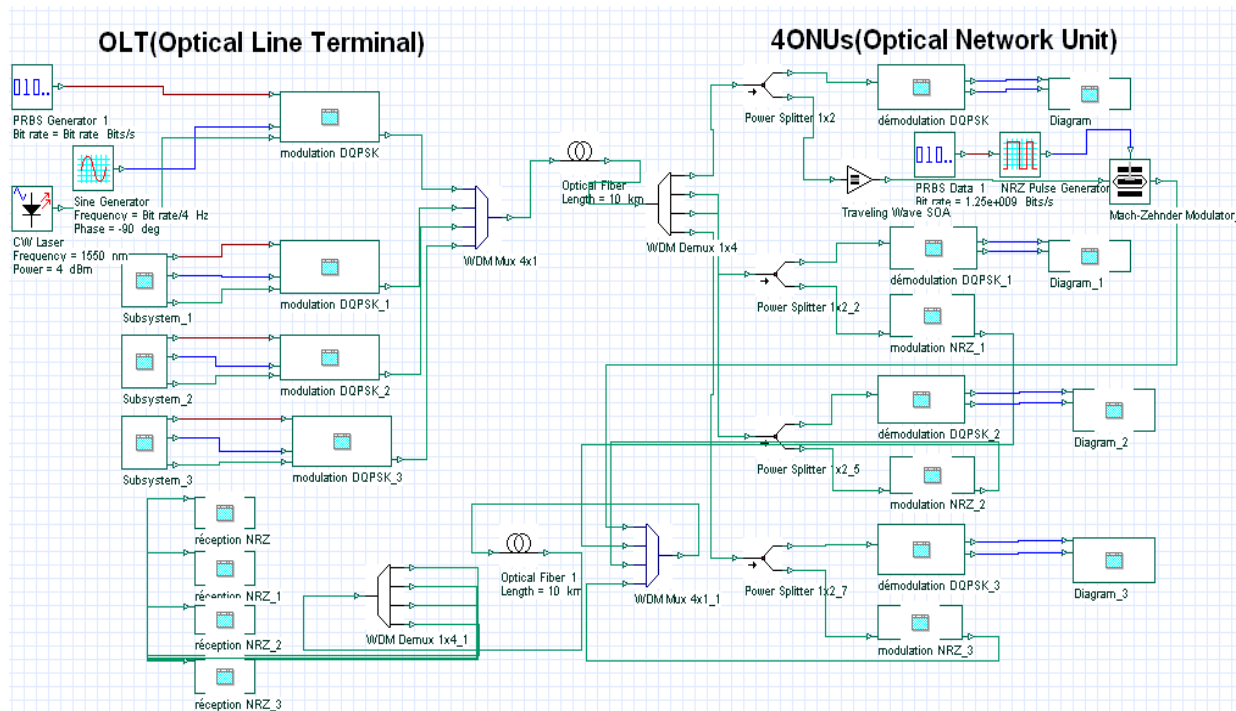 OLT(Optical Line Terminal)
4ONUs(Optical Network Unit)
010..
PRBS Generator 1
Bit rate = Bit rate Bits/s
modulation DQPSK
Sine Generator
Frequency = Bit rate/4 Hz
Phase = -90 deg
CW Laser
Frequency = 1550 nm
Power = 4 dBm
Subsystem_1
modulation DQPSK_1
Subsystem_2
modulation DQPSK_2
Subsystem_3
modulation DQPSK_3
WDM Mux 4x1
Optical Fiber
Length = 10 km
WDM Demux 1x4
Power Splitter 1x2
démodulation DQPSK
Diagram
010..
PRBS Data 1
Bit rate = 1.25e+009 Bits/s
NRZ Pulse Generator
Traveling Wave SOA
Mach-Zehnder Modulator_
démodulation DQPSK_1
Diagram_1
Power Splitter 1x2_2
modulation NRZ_1
démodulation DQPSK_2
Diagram_2
Power Splitter 1x2_5
modulation NRZ_2
démodulation DQPSK_3
Diagram_3
Power Splitter 1x2_7
modulation NRZ_3
réception NRZ
réception NRZ_1
réception NRZ_2
réception NRZ_3
WDM Demux 1x4_1
Optical Fiber 1
Length = 10 km
WDM Mux 4x1_1